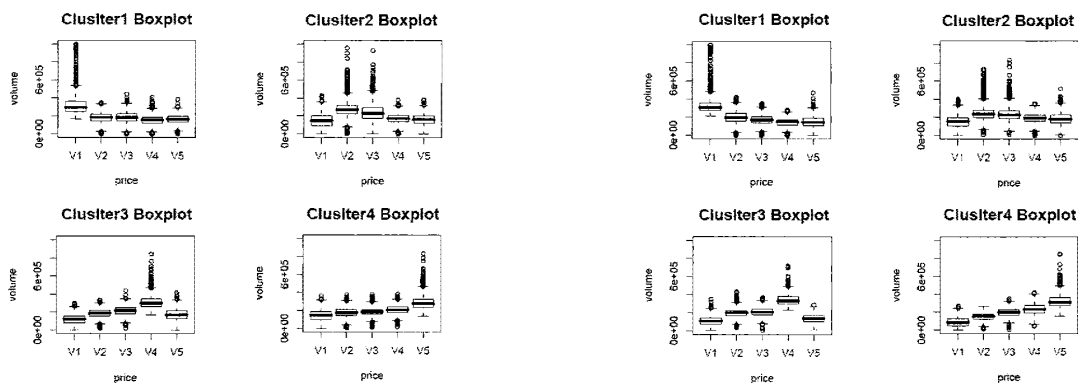 Clusiter1 Boxplot
volume
0e+00 6e+05
V1 V2 V3 V4 V5
price
Clusiter2 Boxplot
volume
0e+00 6e+05
V1 V2 V3 V4 V5
price
Clusiter1 Boxplot
volume
0e+00 6e+05
V1 V2 V3 V4 V5
price
Clusiter2 Boxplot
volume
0e+00 6e+05
V1 V2 V3 V4 V5
price
Clusiter3 Boxplot
volume
0e+00 6e+05
V1 V2 V3 V4 V5
price
Clusiter4 Boxplot
volume
0e+00 6e+05
V1 V2 V3 V4 V5
price
Clusiter3 Boxplot
volume
0e+00 6e+05
V1 V2 V3 V4 V5
price
Clusiter4 Boxplot
volume
0e+00 6e+05
V1 V2 V3 V4 V5
price